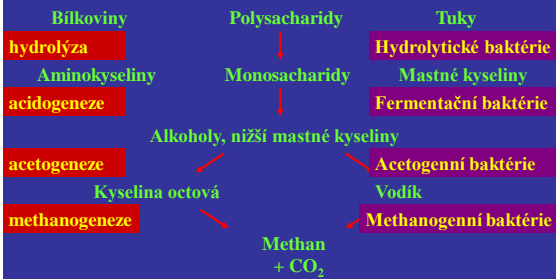 Bílkoviny Polysacharidy Tuky
hydrolýza Hydrolytické baktérie
Aminokyseliny Monosacharidy Mastné kyseliny
acidogeneze Fermentační baktérie
Alkoholy, nižší mastné kyseliny
acetogeneze Acetogenní baktérie
Kyselina octová Vodík
methanogeneze Methanogenní baktérie
Methan
+ CO₂